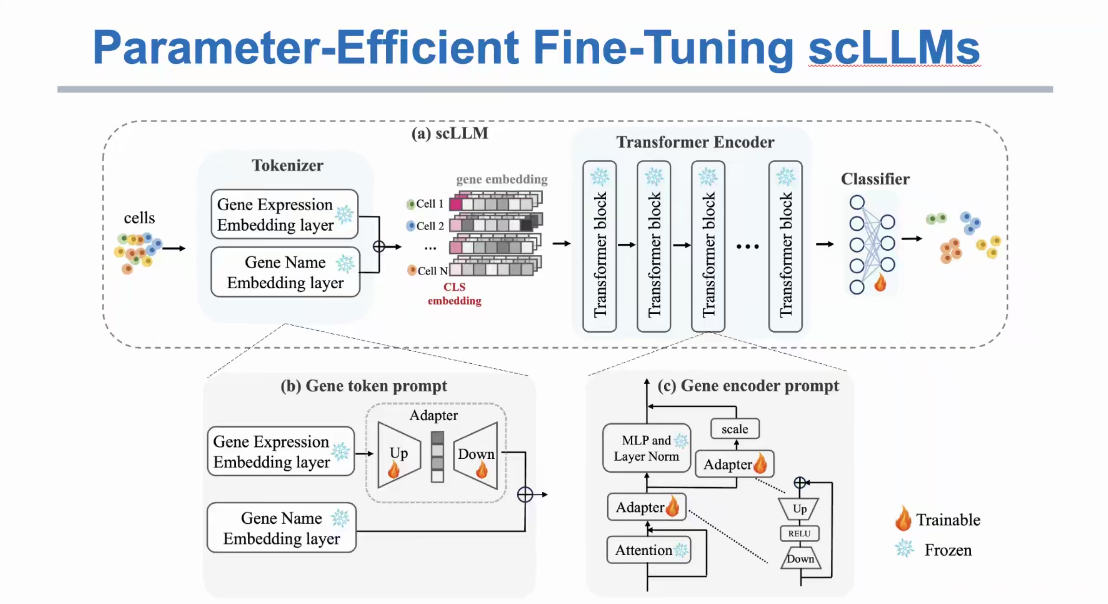 Parameter-Efficient Fine-Tuning scLLMs
(a) scLLM
Tokenizer
cells
Gene Expression
Embedding layer
Gene Name
Embedding layer
gene embedding
Cell 1
Cell 2
...
Cell N
CLS
embedding
Transformer Encoder
Transformer block
Transformer block
Transformer block
...
Transformer block
Classifier
(b) Gene token prompt
Adapter
Gene Expression
Embedding layer
Up
Down
Gene Name
Embedding layer
(c) Gene encoder prompt
scale
MLP and
Layer Norm
Adapter
Adapter
Attention
Up
RELU
Down
Trainable
Frozen